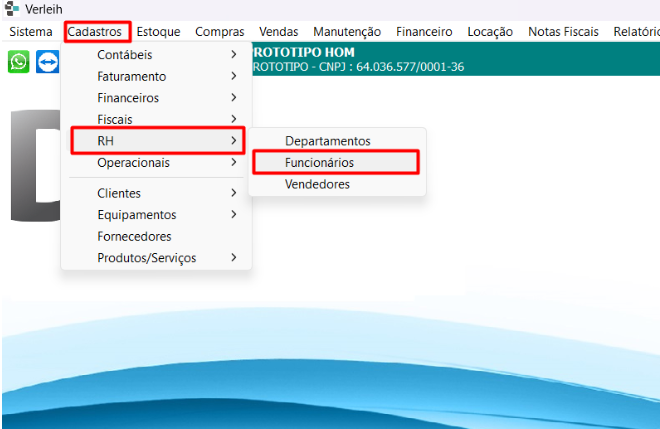 Verleih
Sistema Cadastros Estoque Compras Vendas Manutenção Financeiro Locação Notas Fiscais Relatório
ROTOTIPO HOM
ROTOTIPO - CNPJ : 64.036.577/0001-36
Contábeis
Faturamento
Financeiros
Fiscais
RH
Operacionais
Clientes
Equipamentos
Fornecedores
Produtos/Serviços
Departamentos
Funcionários
Vendedores